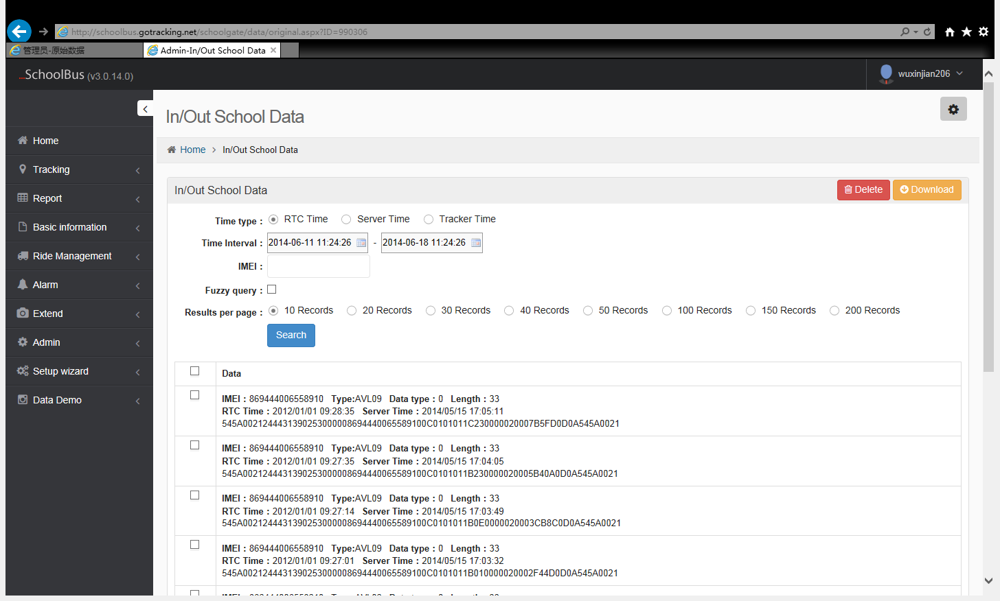 http://schoolbus.gotracking.net/schoolgate/data/original.aspx?ID=990306
管理员-原始数据
Admin-In/Out School Data
...SchoolBus (v3.0.14.0)
wuxinjian206
In/Out School Data
Home
Tracking
Report
Basic information
Ride Management
Alarm
Extend
Admin
Setup wizard
Data Demo
Home > In/Out School Data
In/Out School Data
Delete
Download
Time type : RTC Time Server Time Tracker Time
Time Interval : 2014-06-11 11:24:26 - 2014-06-18 11:24:26
IMEI :
Fuzzy query :
Results per page : 10 Records 20 Records 30 Records 40 Records 50 Records 100 Records 150 Records 200 Records
Search
Data
IMEI : 869444006558910 Type:AVL09 Data type : 0 Length : 33
RTC Time : 2012/01/01 09:28:35 Server Time : 2014/05/15 17:05:11
545A00212444313902530000086944400655891​00C0101011C230000020007B5FD0D0A545A0021
IMEI : 869444006558910 Type:AVL09 Data type : 0 Length : 33
RTC Time : 2012/01/01 09:27:35 Server Time : 2014/05/15 17:04:05
545A0021244431390253000008694440065589100C0101011B230000020005B40A0D0A545A0021
IMEI : 869444006558910 Type:AVL09 Data type : 0 Length : 33
RTC Time : 2012/01/01 09:27:14 Server Time : 2014/05/15 17:03:49
545A0021244431390253000008694440065589100C0101011B0E0000020003CB8C0D0A545A0021
IMEI : 869444006558910 Type:AVL09 Data type : 0 Length : 33
RTC Time : 2012/01/01 09:27:01 Server Time : 2014/05/15 17:03:32
545A0021244431390253000008694440065589100C0101011B010000020002F44D0D0A545A0021